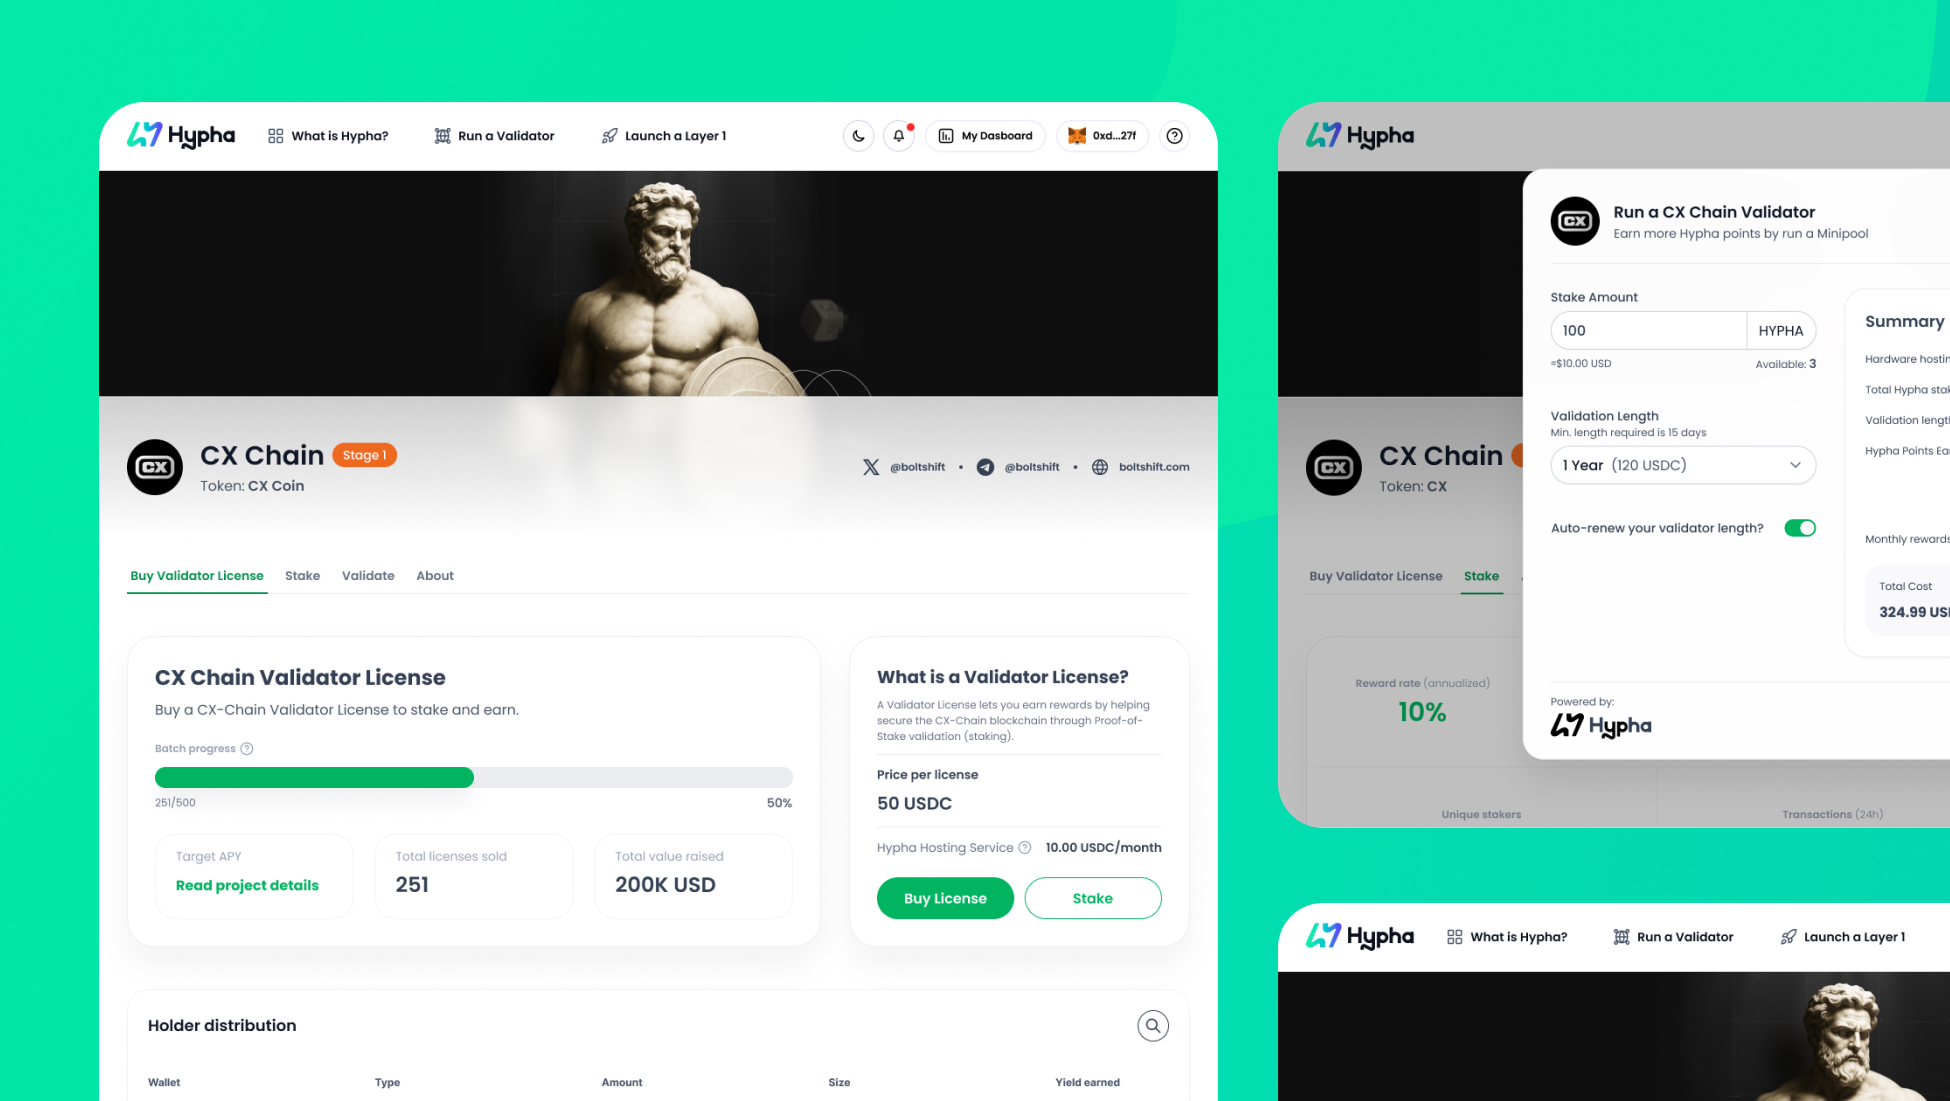 Hypha
What is Hypha?
Run a Validator
Launch a Layer 1
My Dasboard
0xd...27f
CX
CX Chain
Stage 1
Token: CX Coin
@boltshift
•
@boltshift
•
boltshift.com
Buy Validator License
Stake
Validate
About
CX Chain Validator License
Buy a CX-Chain Validator License to stake and earn.
Batch progress
251/500
50%
Target APY
Read project details
Total licenses sold
251
Total value raised
200K USD
What is a Validator License?
A Validator License lets you earn rewards by helping
secure the CX-Chain blockchain through Proof-of-
Stake validation (staking).
Price per license
50 USDC
Hypha Hosting Service
10.00 USDC/month
Buy License
Stake
Holder distribution
Wallet
Type
Amount
Size
Yield earned
Hypha
CX
CX Chain
Token: CX
Buy Validator License
Stake
Reward rate (annualized)
10%
Unique stakers
Transactions (24h)
CX
Run a CX Chain Validator
Earn more Hypha points by run a Minipool
Stake Amount
100
HYPHA
≈$10.00 USD
Available: 3
Validation Length
Min. length required is 15 days
1 Year (120 USDC)
Auto-renew your validator length?
Summary
Hardware hostin
Total Hypha stak
Validation length
Hypha Points Ea
Monthly rewards
Total Cost
324.99 USD
Powered by:
Hypha
Hypha
What is Hypha?
Run a Validator
Launch a Layer 1